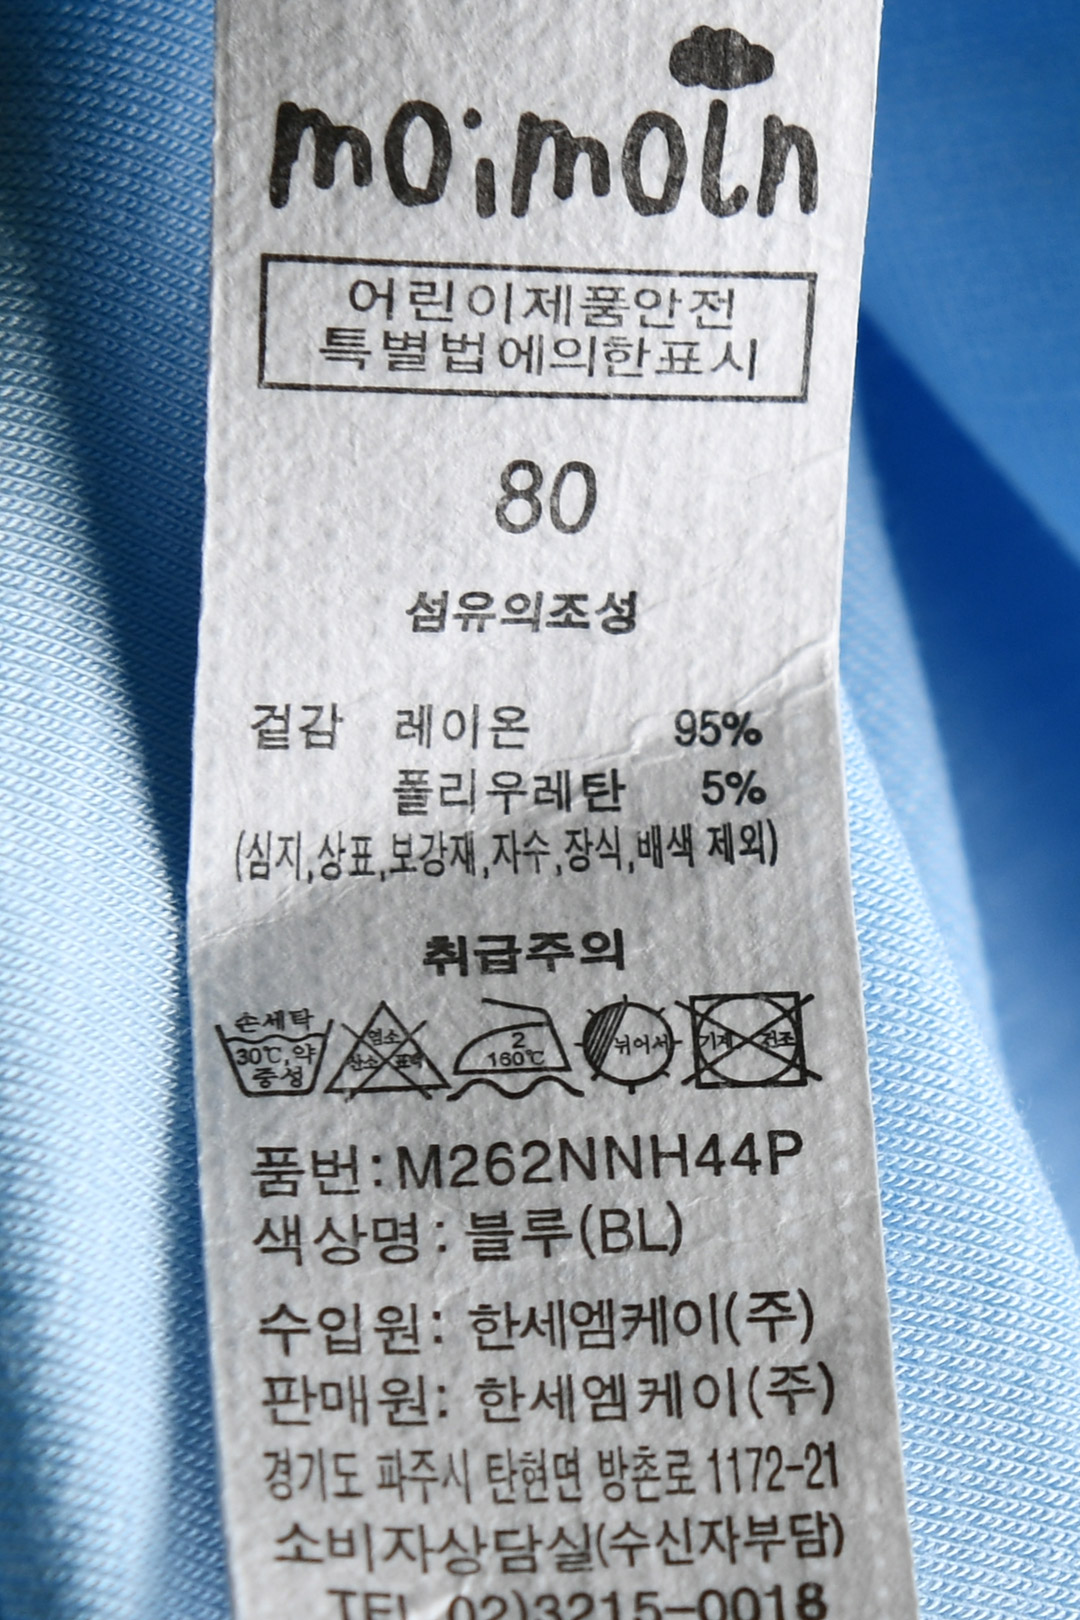 moimoln
어린이제품안전
특별법에의한표시
80
섬유의조성
겉감 레이온 95%
폴리우레탄 5%
(심지,상표,보강재,자수,장식,배색 제외)
취급주의
손세탁
30℃,약
중성
염소
산소 표백
2
160℃
뉘어서
기계 건조
품번:M262NNH44P
색상명:블루(BL)
수입원: 한세엠케이(주)
판매원: 한세엠케이(주)
경기도 파주시 탄현면 방촌로 1172-21
소비자상담실(수신자부담)
TEL 02)3215-0018